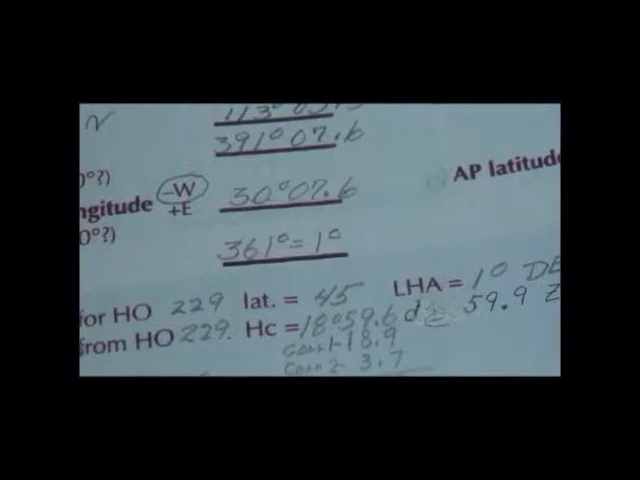 N
391° 07.6
0°?)
AP latitude
ngitude -W 30° 07.6
+E
0°?)
361° = 1°
for HO 229 lat. = 45 LHA = 1° DE
from HO 229. Hc = 18° 59.6 d = 59.9 Z
corr 1- 18.9
corr 2- 3.7